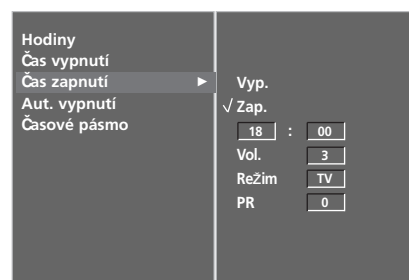 Hodiny
Čas vypnutí
Čas zapnutí ►
Aut. vypnutí
Časové pásmo
Vyp.
√ Zap.
18 : 00
Vol. 3
Režim TV
PR 0